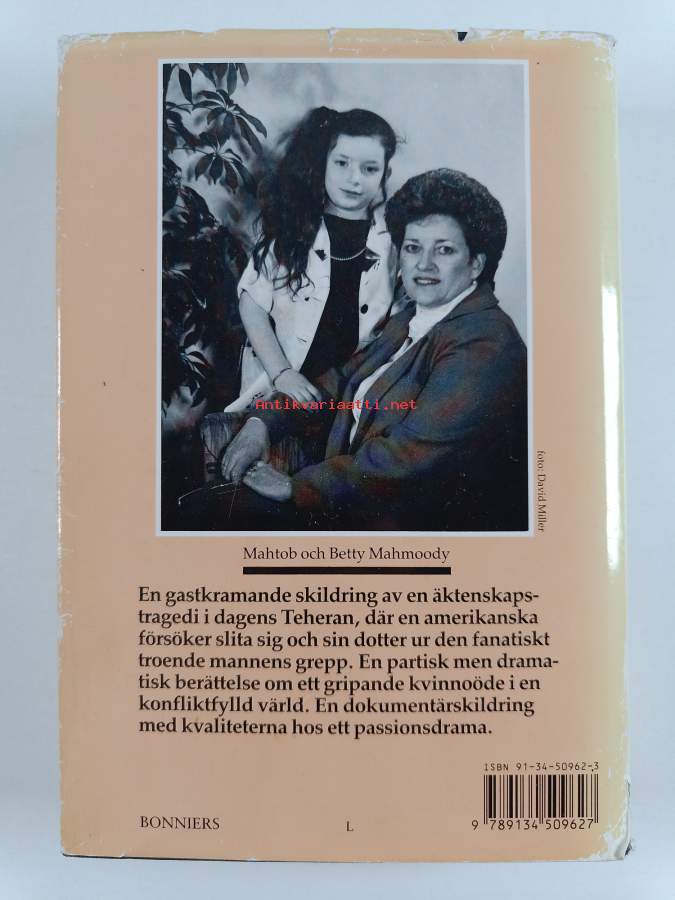 Antikvariaatti.net
foto: David Miller
Mahtob och Betty Mahmoody
En gastkramande skildring av en äktenskaps-
tragedi i dagens Teheran, där en amerikanska
försöker slita sig och sin dotter ur den fanatiskt
troende mannens grepp. En partisk men drama-
tisk berättelse om ett gripande kvinnoöde i en
konfliktfylld värld. En dokumentärskildring
med kvaliteterna hos ett passionsdrama.
ISBN 91-34-50962-3
9 789134 509627
BONNIERS
L